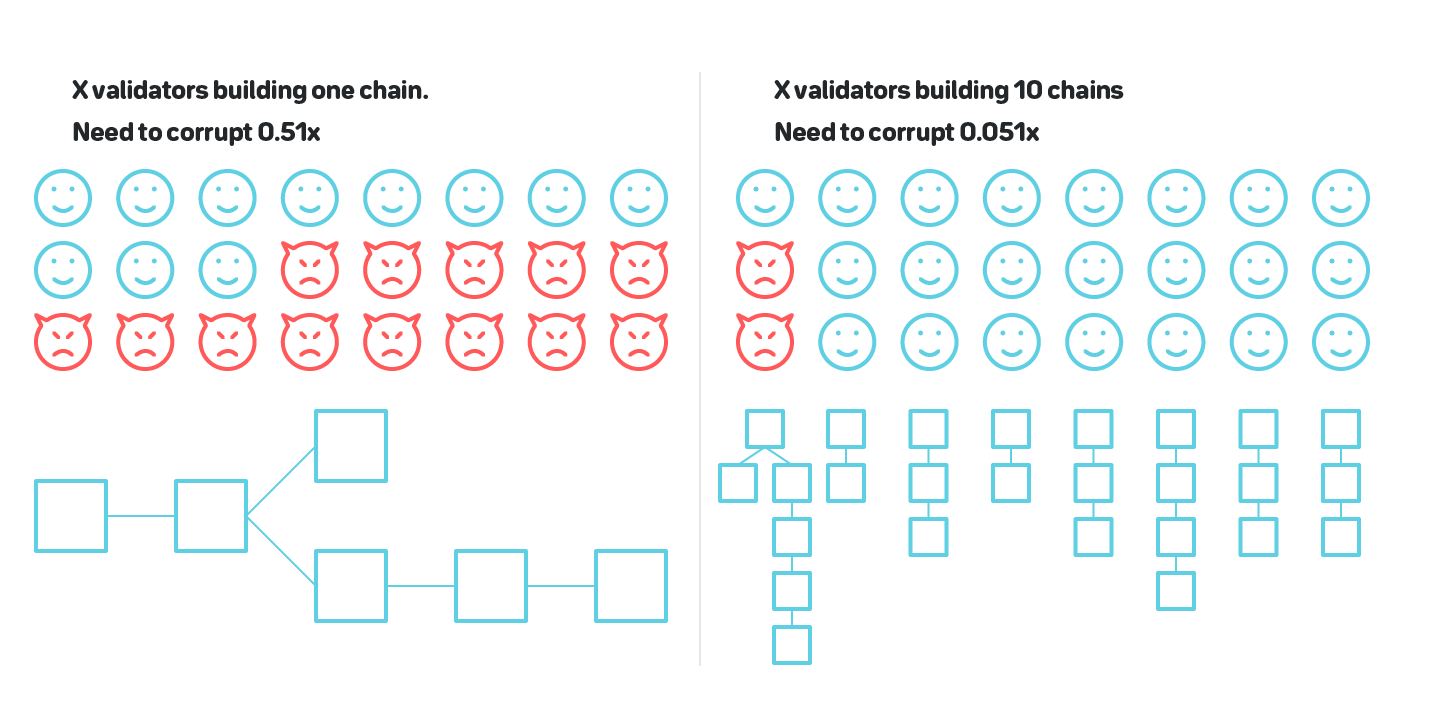 X validators building one chain.
Need to corrupt 0.51x
X validators building 10 chains
Need to corrupt 0.051x